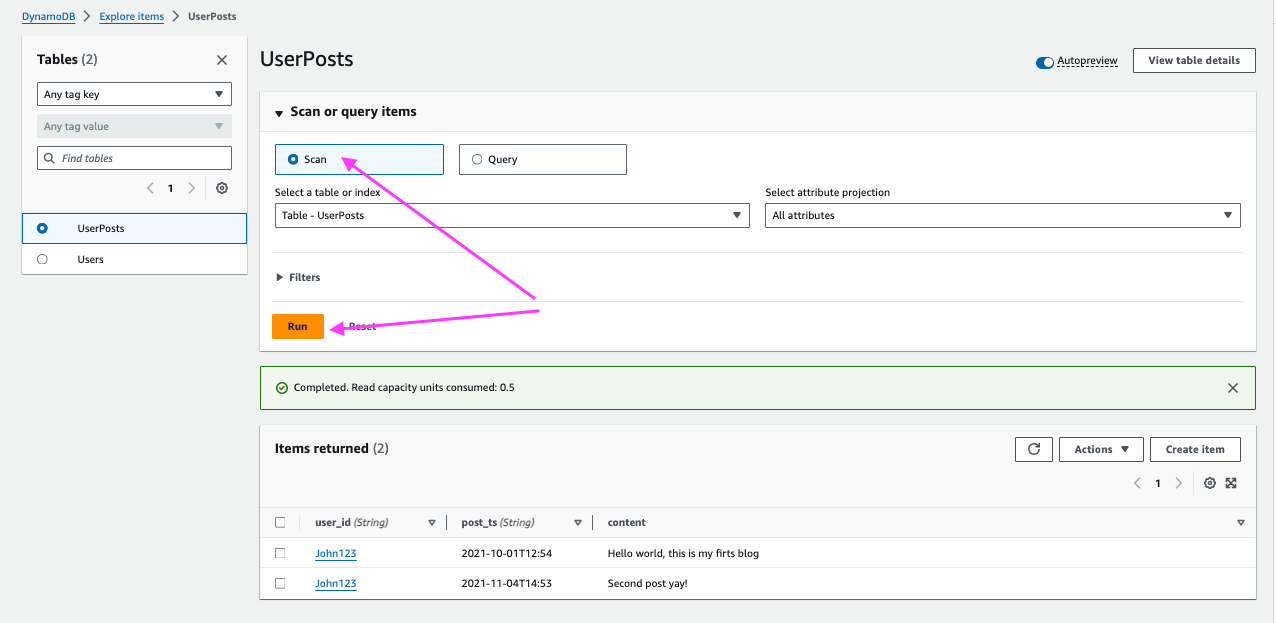 DynamoDB > Explore items > UserPosts
Tables (2)
Any tag key
Any tag value
Find tables
1
UserPosts
Users
UserPosts
Autopreview
View table details
Scan or query items
Scan
Query
Select a table or index
Select attribute projection
Table - UserPosts
All attributes
Filters
Run
Reset
Completed. Read capacity units consumed: 0.5
Items returned (2)
Actions
Create item
1
user_id (String) post_ts (String) content
John123 2021-10-01T12:54 Hello world, this is my firts blog
John123 2021-11-04T14:53 Second post yay!